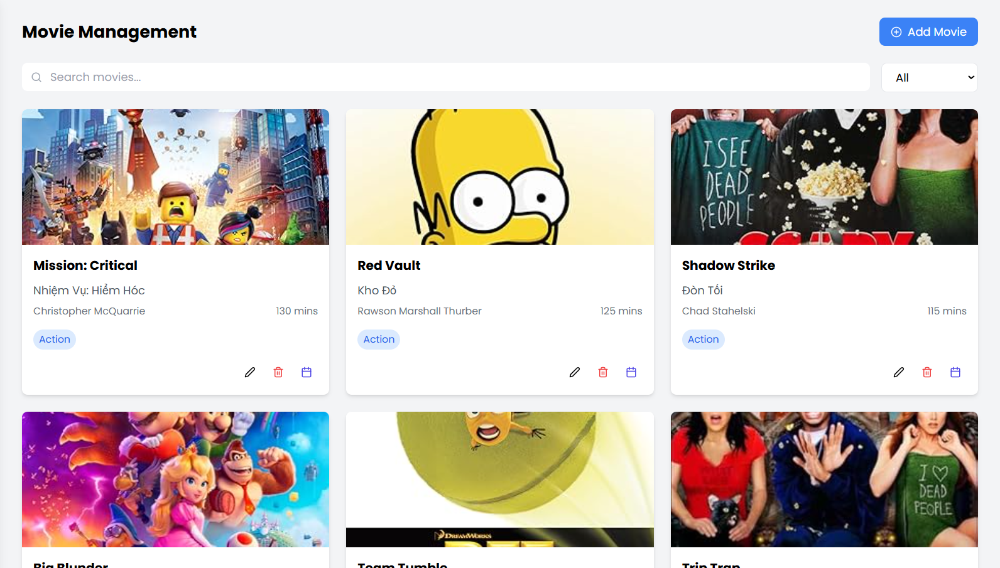 Movie Management
Add Movie
Search movies...
All
I SEE
DEAD
PEOPLE
SCARY
Mission: Critical
Nhiệm Vụ: Hiểm Hóc
Christopher McQuarrie 130 mins
Action
Red Vault
Kho Đỏ
Rawson Marshall Thurber 125 mins
Action
Shadow Strike
Đòn Tối
Chad Stahelski 115 mins
Action
DREAMWORKS
I ♡
DEAD
PEOPLE
Big Blunder
Team Tumble
Trip Trap